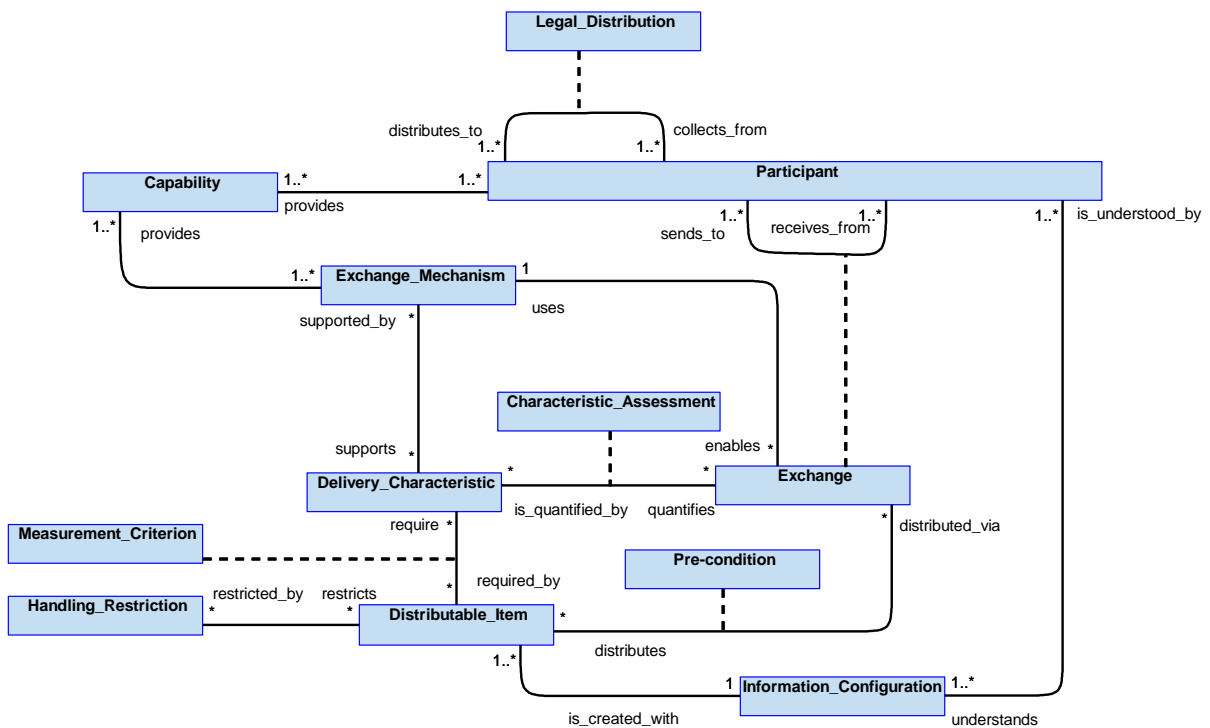 Legal_Distribution
distributes_to
collects_from
1..*
1..*
Participant
Capability
1..*
1..*
provides
1..*
provides
1..*
1..*
1..*
is_understood_by
sends_to
receives_from
1..*
Exchange_Mechanism
1
uses
supported_by
*
Characteristic_Assessment
supports
*
enables
*
Delivery_Characteristic
*
*
Exchange
is_quantified_by
quantifies
require
*
*
distributed_via
Measurement_Criterion
Pre-condition
*
required_by
restricted_by
restricts
Handling_Restriction
*
*
Distributable_Item
*
distributes
1..*
1
Information_Configuration
1..*
is_created_with
understands